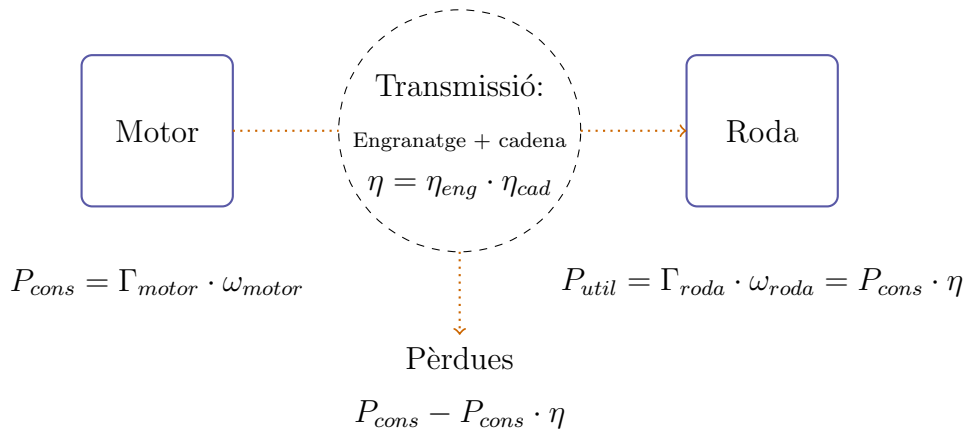 Motor
Transmissió:
Engranatge + cadena
η = η_eng · η_cad
Roda
P_cons = Γ_motor · ω_motor
P_util = Γ_roda · ω_roda = P_cons · η
Pèrdues
P_cons − P_cons · η